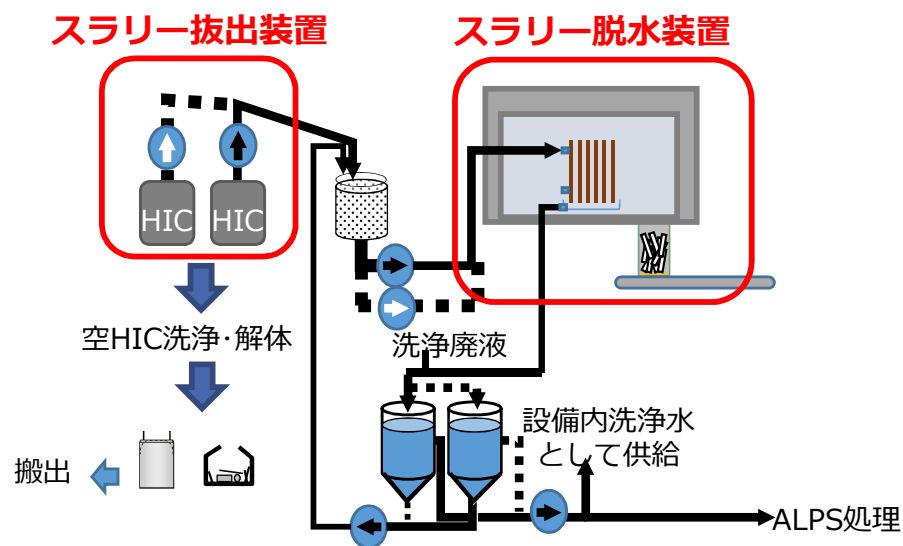 スラリー抜出装置
スラリー脱水装置
HIC
HIC
空HIC洗浄・解体
洗浄廃液
搬出
設備内洗浄水
として供給
ALPS処理